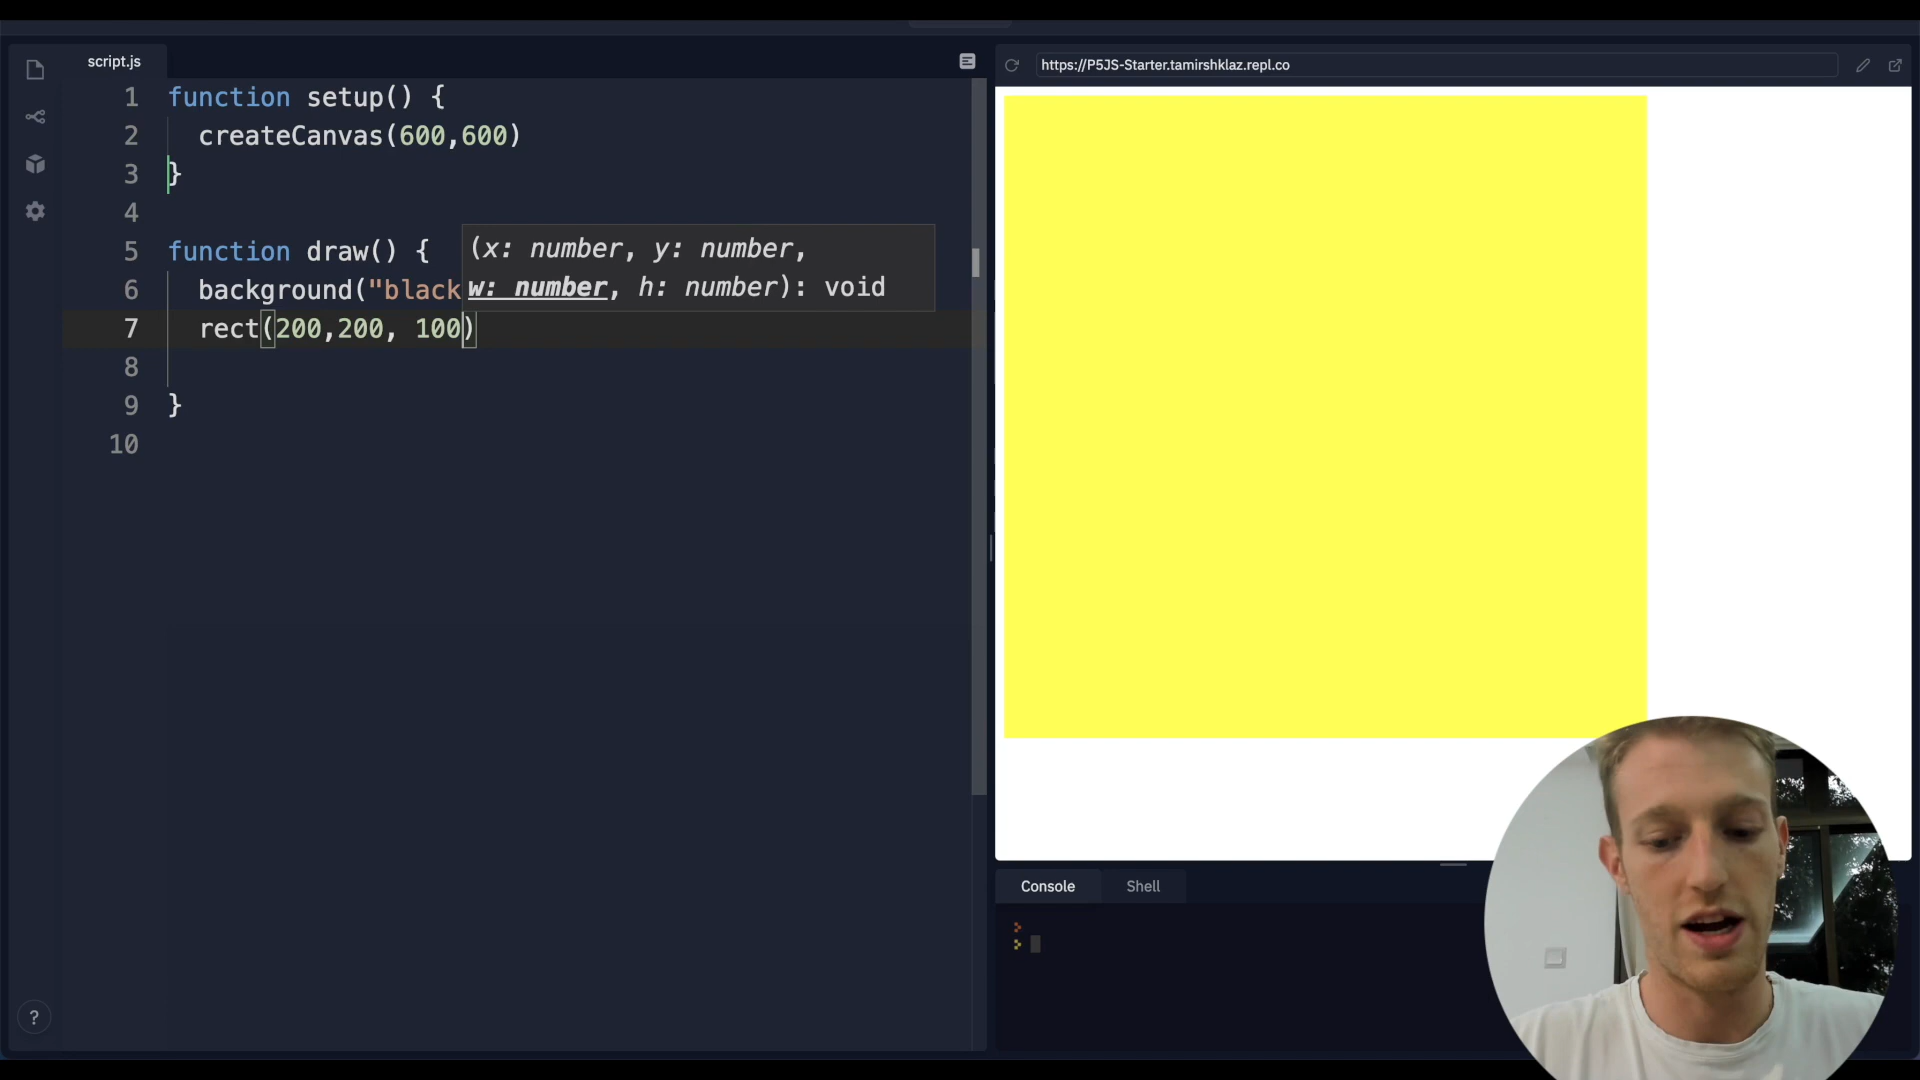 script.js
https://P5JS-Starter.tamirshklaz.repl.co
1 function setup() {
2 createCanvas(600,600)
3 }
4
5 function draw() {
(x: number, y: number,
6 background("black
w: number, h: number): void
7 rect(200,200, 100)
8
9 }
10
Console Shell
?